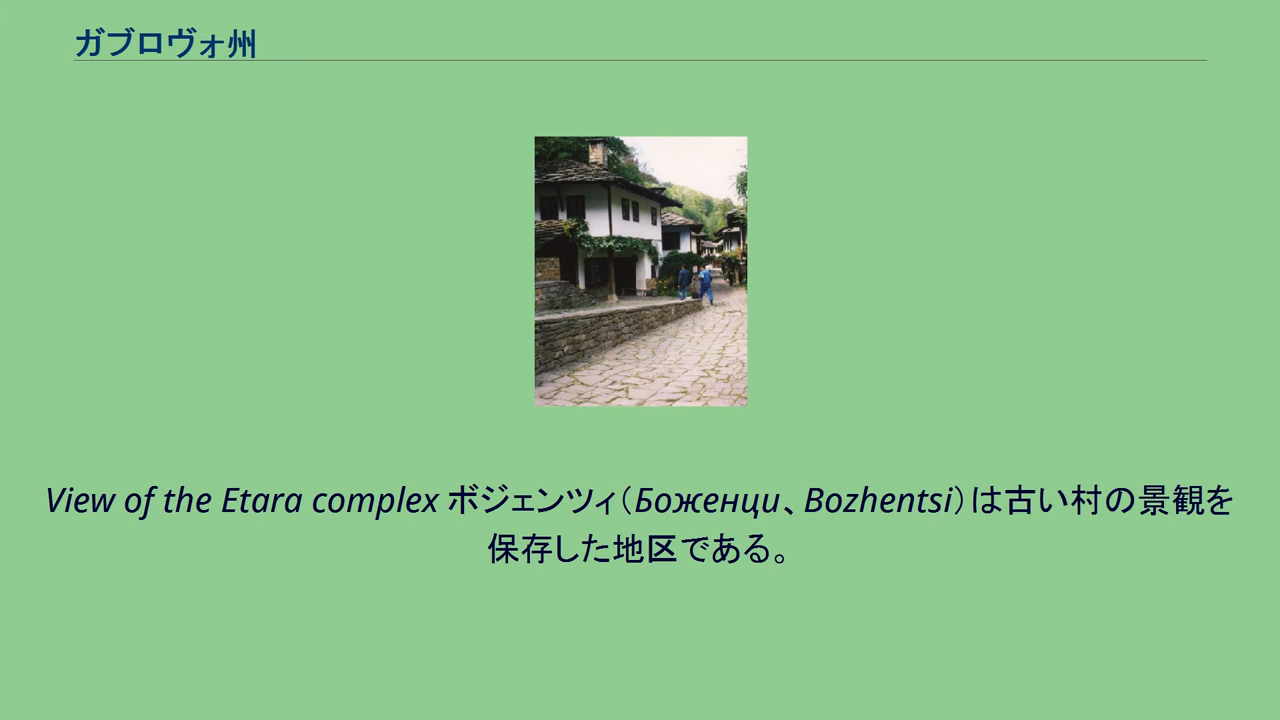 ガブロヴォ州
View of the Etara complex ボジェンツィ（Боженци、Bozhentsi）は古い村の景観を
保存した地区である。